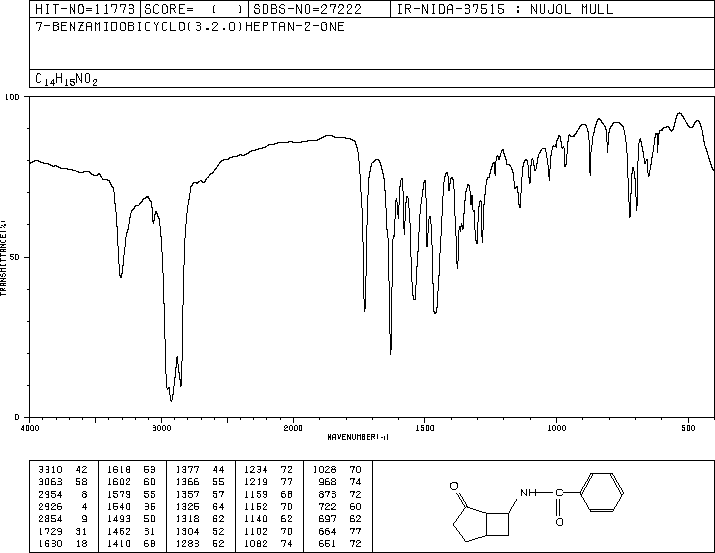 HIT-NO=11773 SCORE= ( ) SDBS-NO=27222 IR-NIDA-37515 : NUJOL MULL
7-BENZAMIDOBICYCLO(3.2.0)HEPTAN-2-ONE
C14H15NO2
100
TRANSMITTANCE(%)
50
0
4000 3000 2000 1500 1000 500
WAVENUMBER(-1)
3310 42 1618 59 1377 44 1234 72 1028 70
3063 58 1602 60 1366 55 1219 77 968 74
2954 8 1579 55 1357 57 1159 68 873 72
2926 4 1540 35 1325 64 1152 70 722 60
2854 9 1493 50 1318 62 1140 62 697 62
1729 31 1462 31 1304 52 1102 70 664 77
1630 18 1410 68 1283 52 1082 74 651 72
O
NH C
O